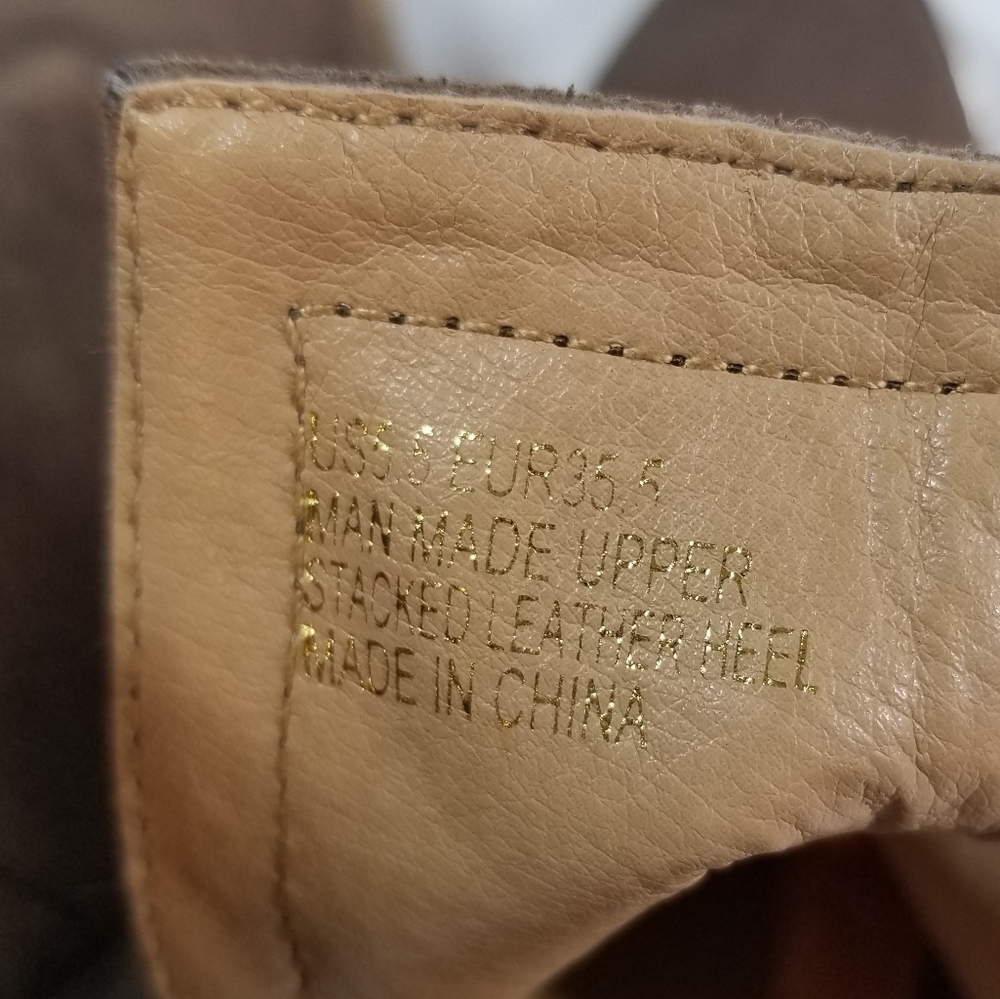 US5.5 EUR35.5
MAN MADE UPPER
STACKED LEATHER HEEL
MADE IN CHINA